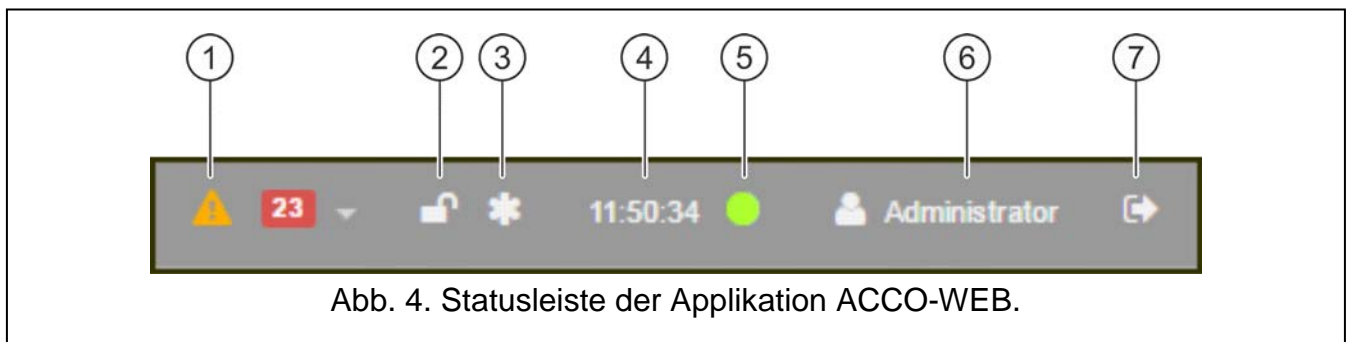 1 2 3 4 5 6 7
23 11:50:34 Administrator
Abb. 4. Statusleiste der Applikation ACCO-WEB.